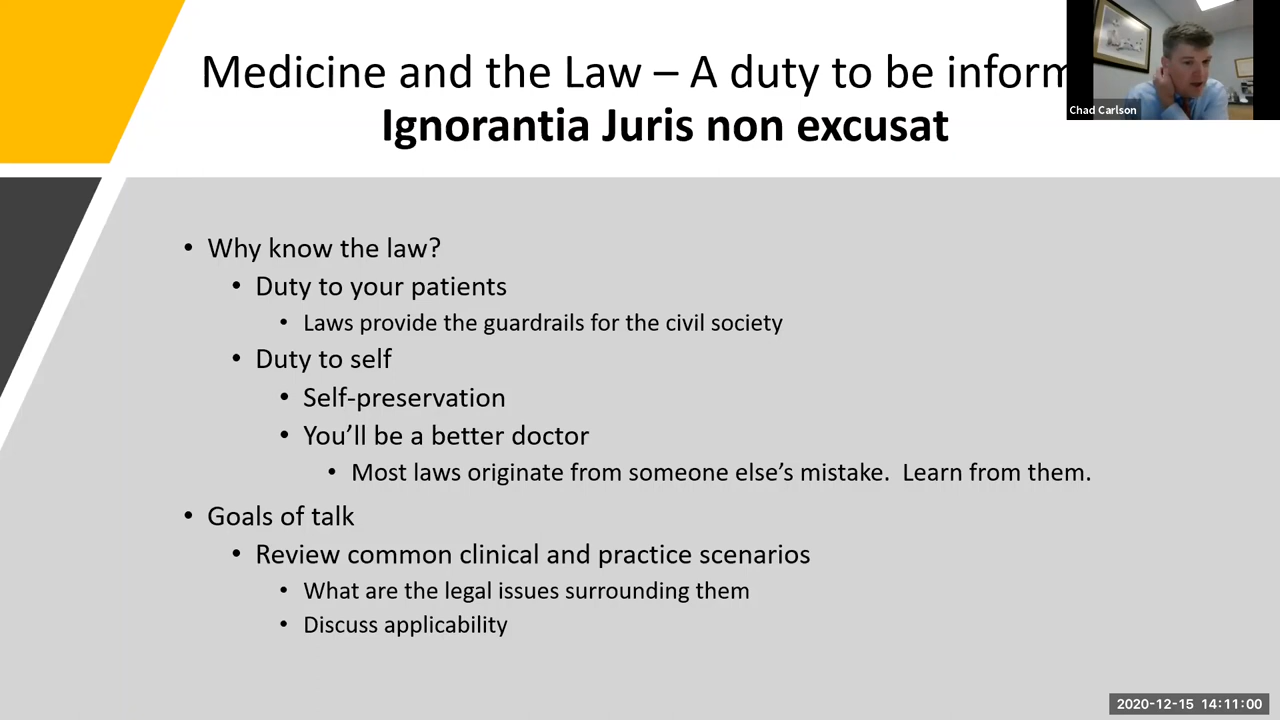 Medicine and the Law – A duty to be inform
Ignorantia Juris non excusat
Chad Carlson
• Why know the law?
• Duty to your patients
• Laws provide the guardrails for the civil society
• Duty to self
• Self-preservation
• You’ll be a better doctor
• Most laws originate from someone else’s mistake.  Learn from them.
• Goals of talk
• Review common clinical and practice scenarios
• What are the legal issues surrounding them
• Discuss applicability
2020-12-15 14:11:00